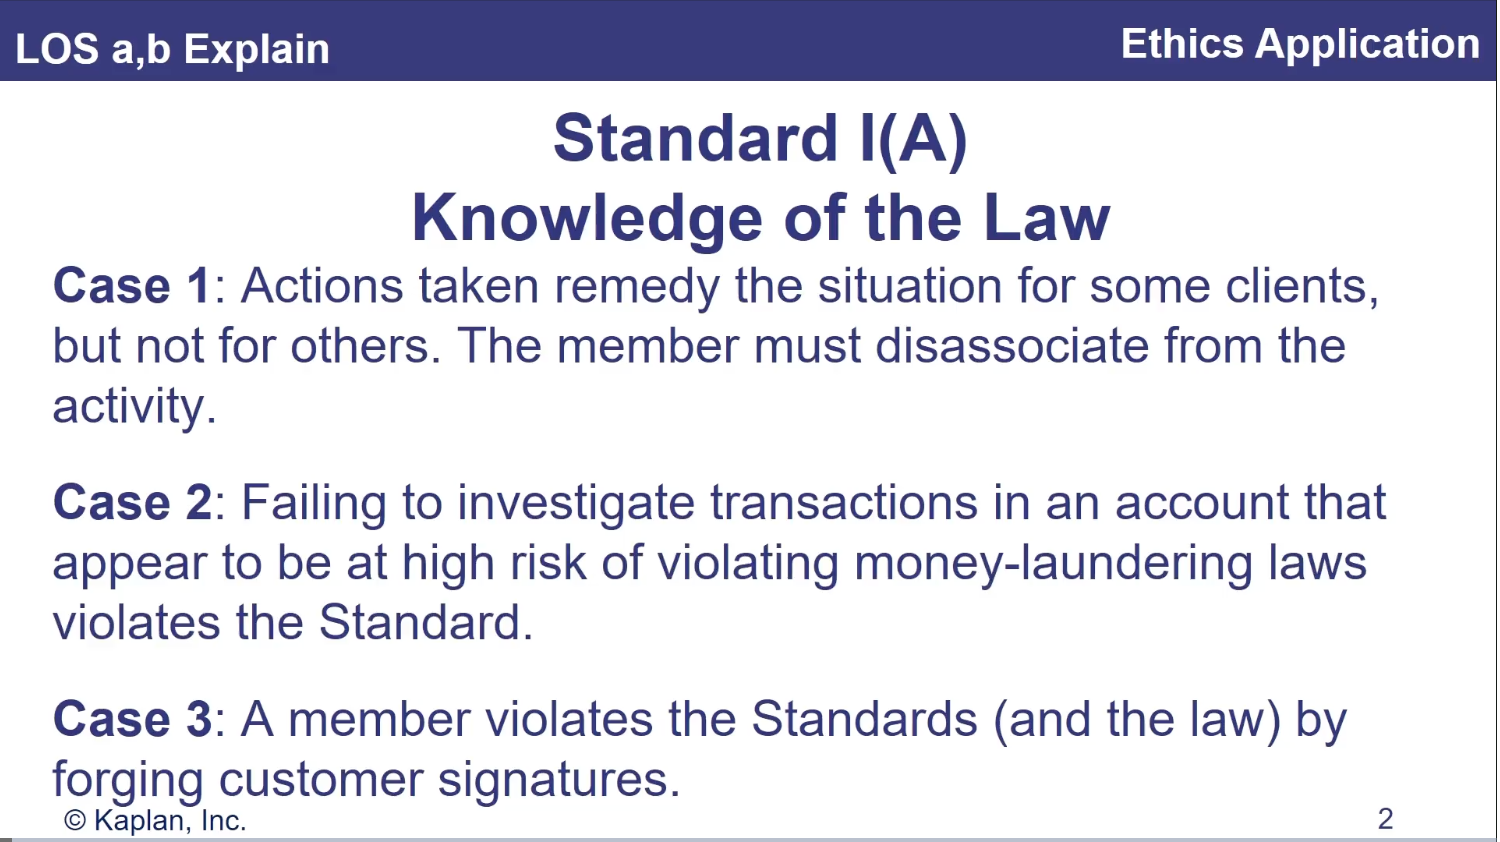 LOS a,b Explain
Ethics Application
Standard I(A)
Knowledge of the Law
Case 1: Actions taken remedy the situation for some clients,
but not for others. The member must disassociate from the
activity.
Case 2: Failing to investigate transactions in an account that
appear to be at high risk of violating money-laundering laws
violates the Standard.
Case 3: A member violates the Standards (and the law) by
forging customer signatures.
© Kaplan, Inc.
2